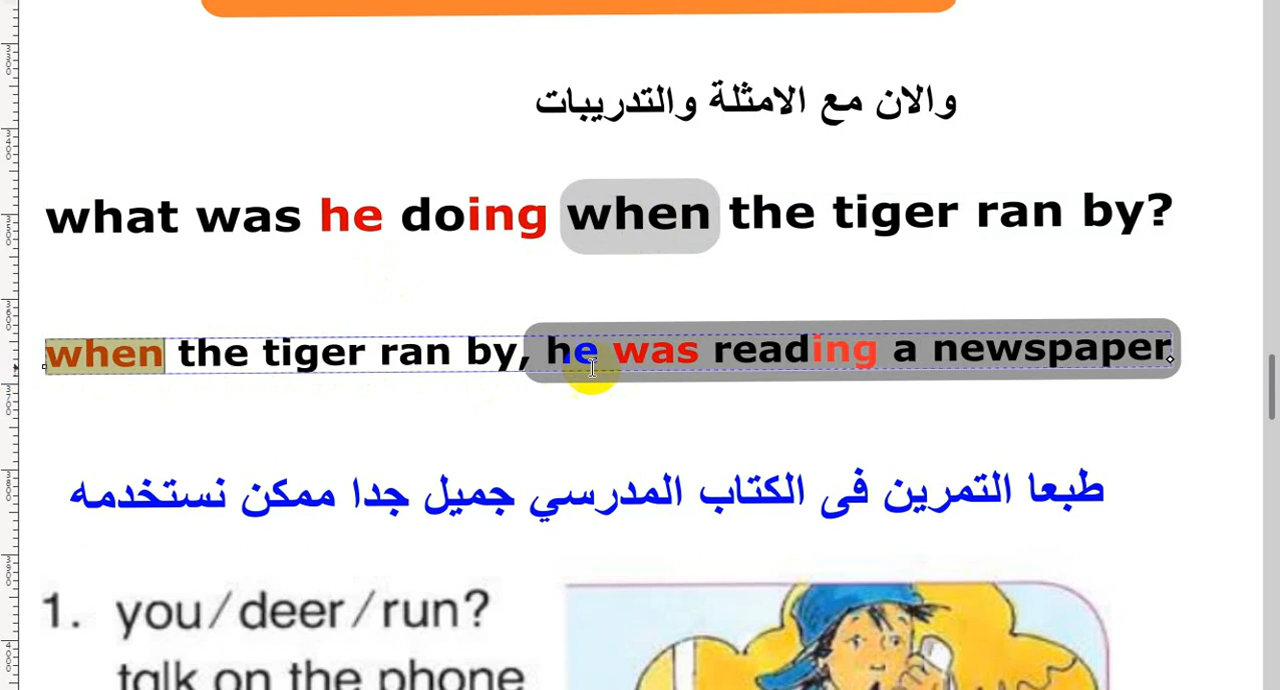 والان مع الامثلة والتدريبات
what was he doing when the tiger ran by?
when the tiger ran by, he was reading a newspaper
طبعا التمرين فى الكتاب المدرسي جميل جدا ممكن نستخدمه
1. you/deer/run?
talk on the phone